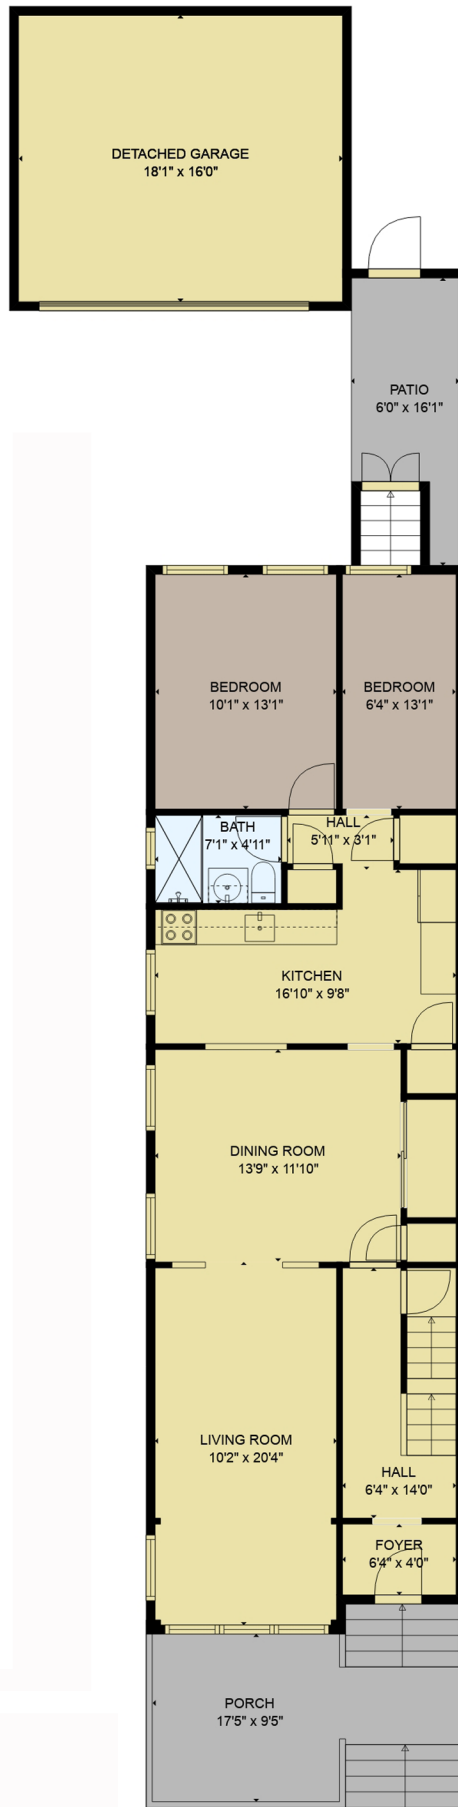 DETACHED GARAGE
18'1" x 16'0"
PATIO
6'0" x 16'1"
BEDROOM
10'1" x 13'1"
BEDROOM
6'4" x 13'1"
BATH
7'1" x 4'11"
HALL
5'11" x 3'1"
KITCHEN
16'10" x 9'8"
DINING ROOM
13'9" x 11'10"
LIVING ROOM
10'2" x 20'4"
HALL
6'4" x 14'0"
FOYER
6'4" x 4'0"
PORCH
17'5" x 9'5"